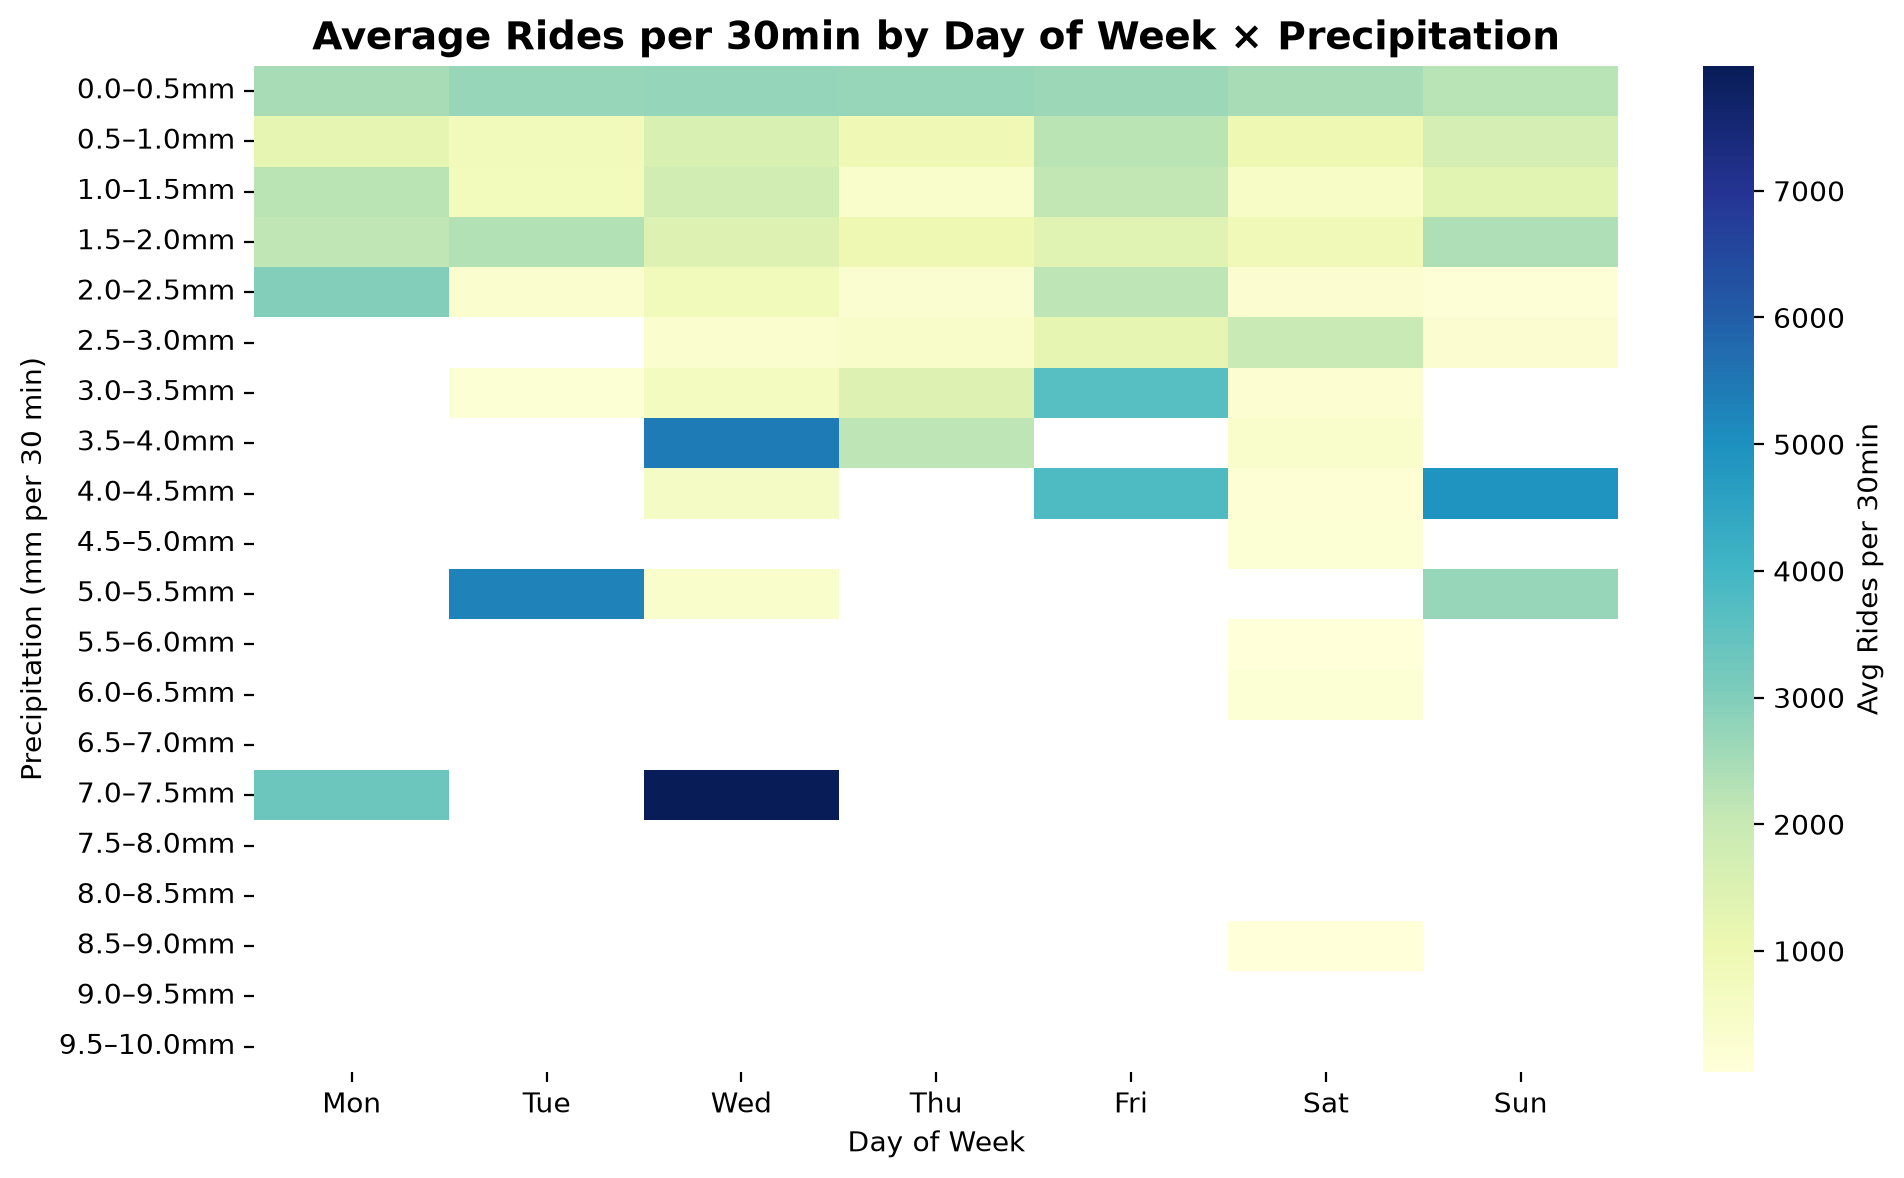 Average Rides per 30min by Day of Week × Precipitation
Precipitation (mm per 30 min)
0.0–0.5mm
0.5–1.0mm
1.0–1.5mm
1.5–2.0mm
2.0–2.5mm
2.5–3.0mm
3.0–3.5mm
3.5–4.0mm
4.0–4.5mm
4.5–5.0mm
5.0–5.5mm
5.5–6.0mm
6.0–6.5mm
6.5–7.0mm
7.0–7.5mm
7.5–8.0mm
8.0–8.5mm
8.5–9.0mm
9.0–9.5mm
9.5–10.0mm
Mon Tue Wed Thu Fri Sat Sun
Day of Week
7000
6000
5000
4000
3000
2000
1000
Avg Rides per 30min